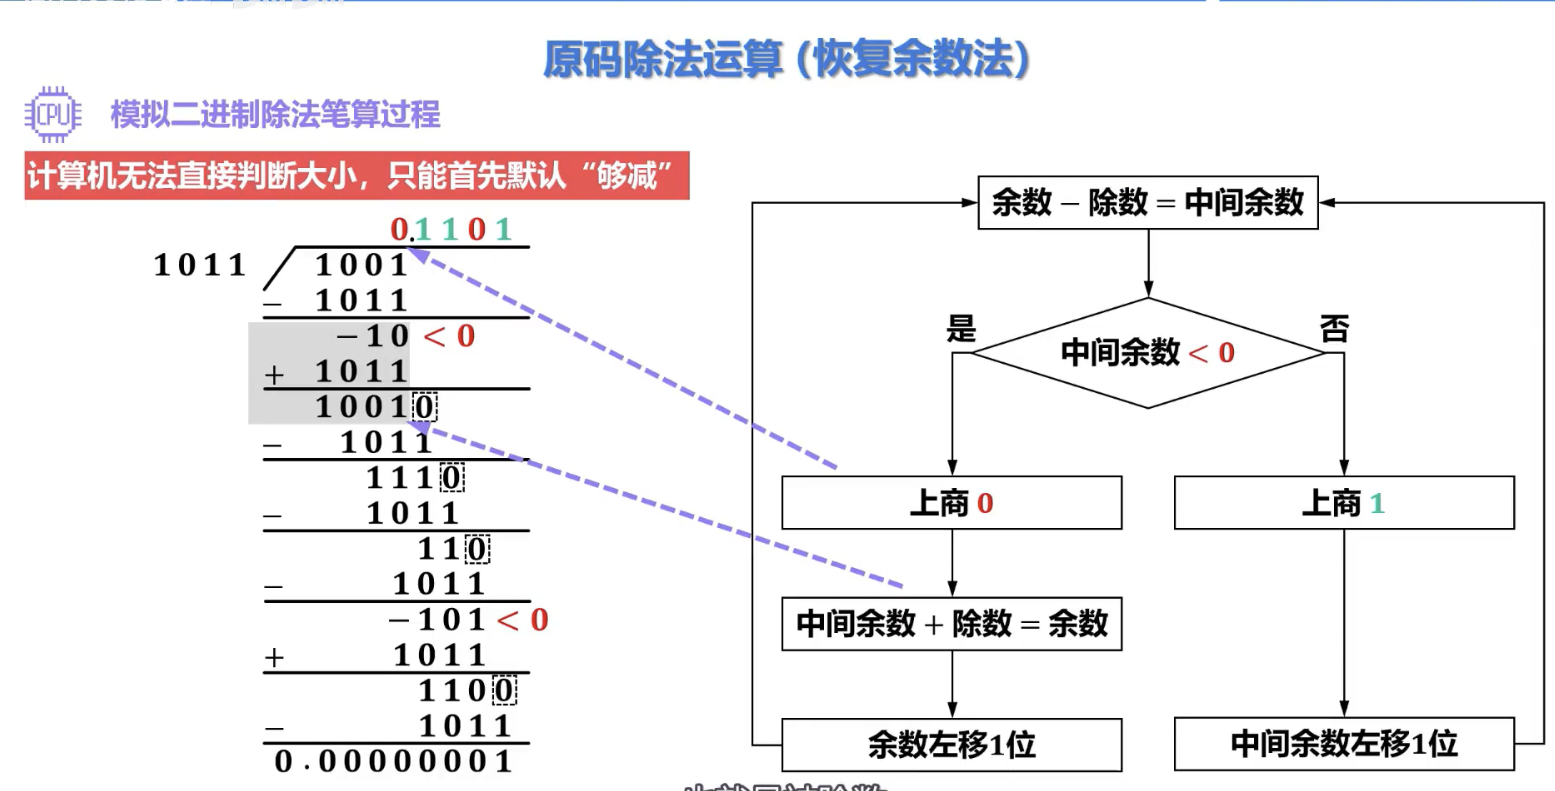 原码除法运算（恢复余数法）
CPU
模拟二进制除法笔算过程
计算机无法直接判断大小，只能首先默认“够减”
0.1101
1011
1001
− 1011
−10 < 0
+ 1011
10010
− 1011
1110
− 1011
110
− 1011
−101 < 0
+ 1011
1100
− 1011
0.00000001
余数 − 除数 = 中间余数
中间余数 < 0
是
否
上商 0
中间余数 + 除数 = 余数
余数左移1位
上商 1
中间余数左移1位